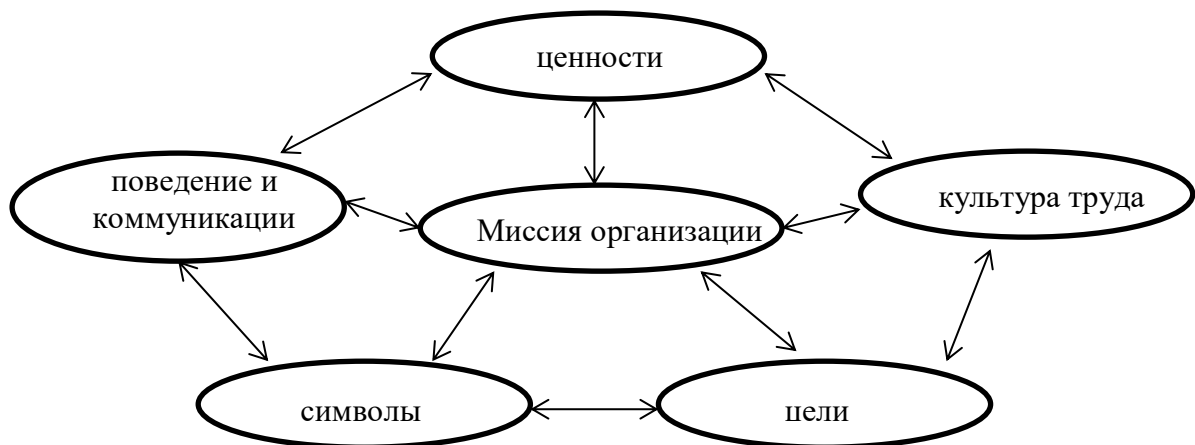 ценности
поведение и
коммуникации
Миссия организации
культура труда
символы
цели